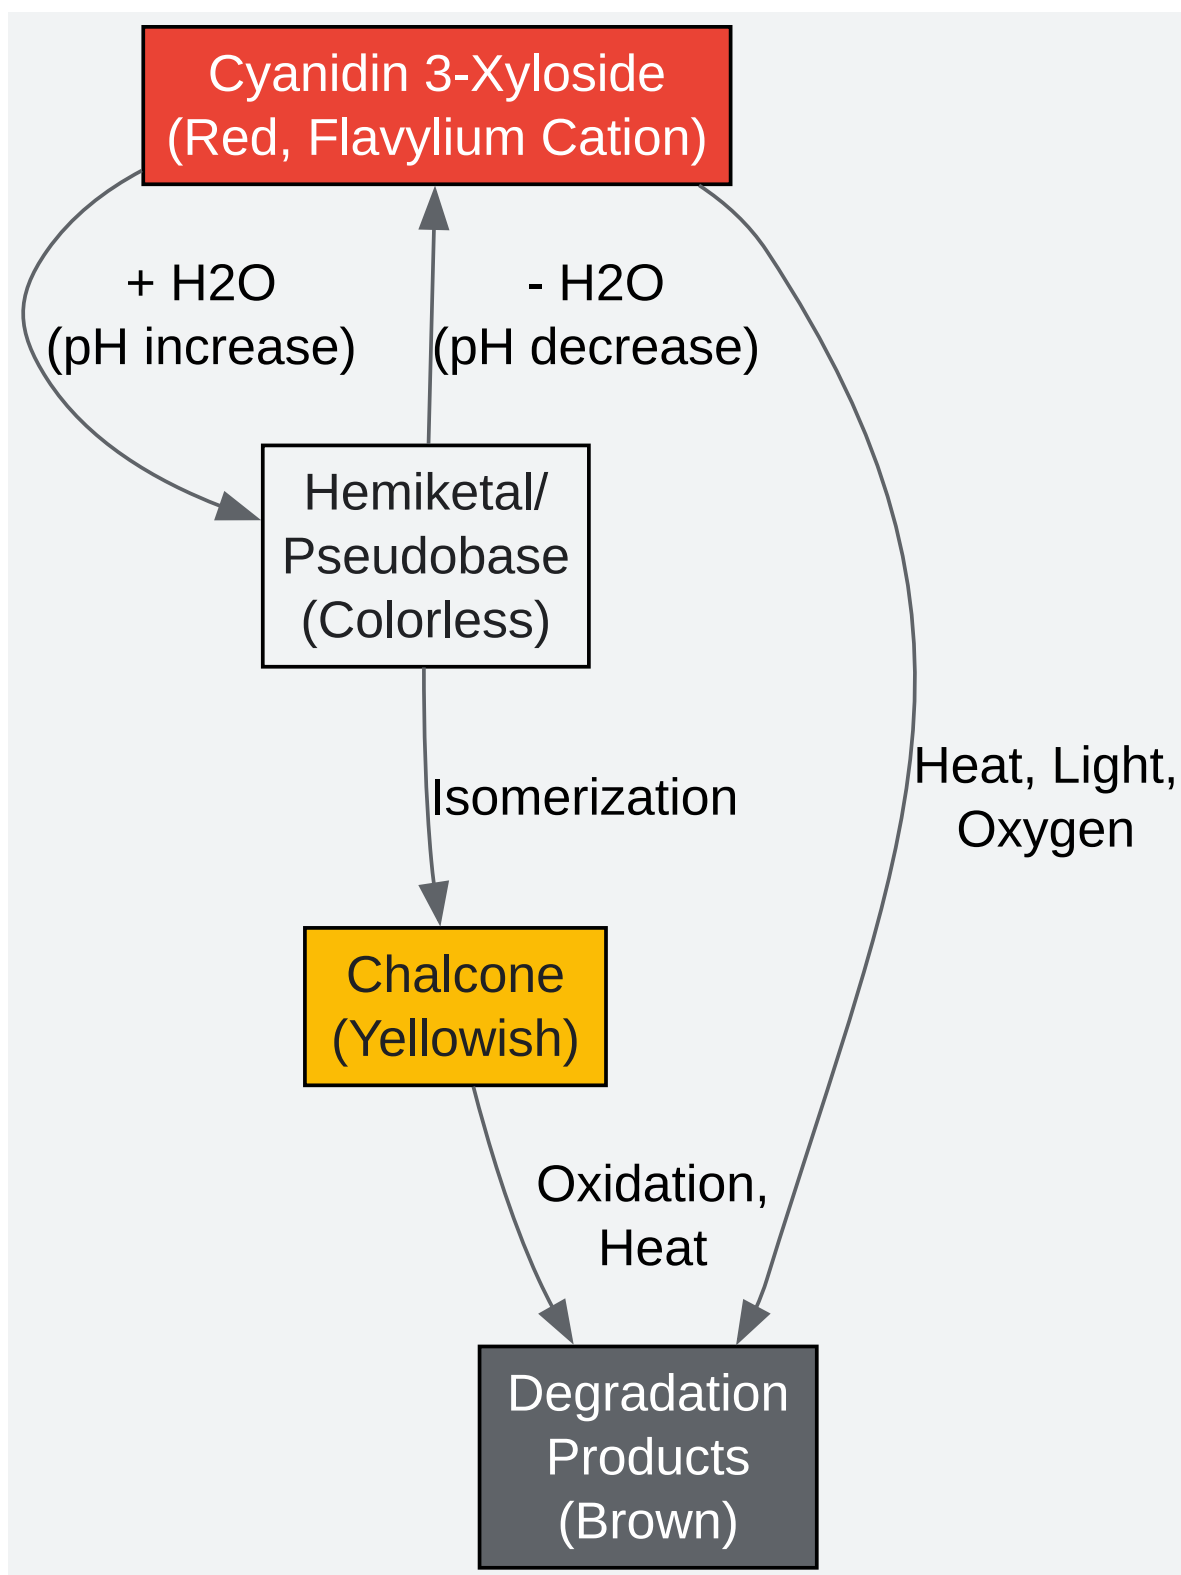 Cyanidin 3-Xyloside
(Red, Flavylium Cation)
+ H2O
(pH increase)
- H2O
(pH decrease)
Hemiketal/
Pseudobase
(Colorless)
Isomerization
Heat, Light,
Oxygen
Chalcone
(Yellowish)
Oxidation,
Heat
Degradation
Products
(Brown)